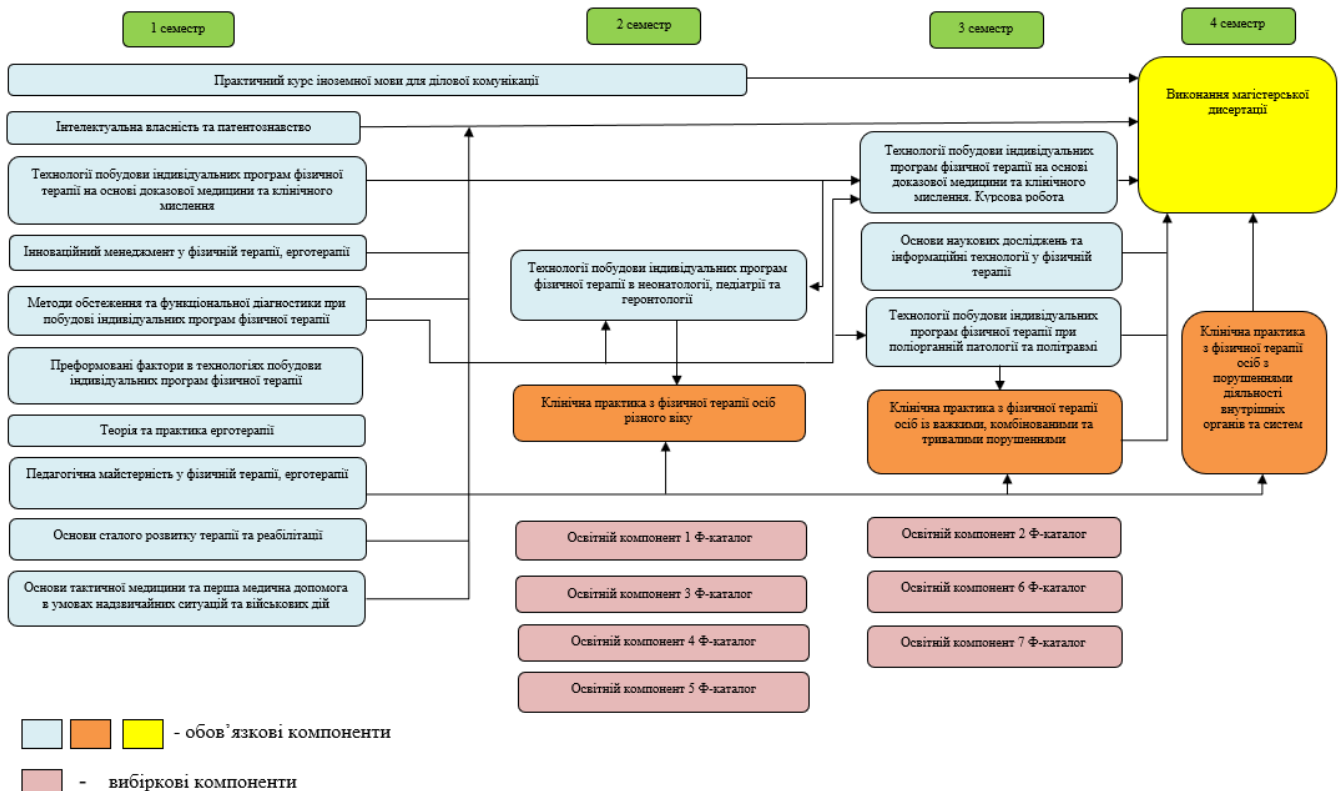 1 семестр
2 семестр
3 семестр
4 семестр
Практичний курс іноземної мови для ділової комунікації
Інтелектуальна власність та патентознавство
Технології побудови індивідуальних програм фізичної
терапії на основі доказової медицини та клінічного
мислення
Інноваційний менеджмент у фізичній терапії, ерготерапії
Методи обстеження та функціональної діагностики при
побудові індивідуальних програм фізичної терапії
Преформовані фактори в технологіях побудови
індивідуальних програм фізичної терапії
Теорія та практика ерготерапії
Педагогічна майстерність у фізичній терапії, ерготерапії
Основи сталого розвитку терапії та реабілітації
Основи тактичної медицини та перша медична допомога
в умовах надзвичайних ситуацій та військових дій
Технології побудови індивідуальних програм
фізичної терапії в неонатології, педіатрії та
геронтології
Клінічна практика з фізичної терапії осіб
різного віку
Освітній компонент 1 Ф-каталог
Освітній компонент 3 Ф-каталог
Освітній компонент 4 Ф-каталог
Освітній компонент 5 Ф-каталог
Технології побудови індивідуальних
програм фізичної терапії на основі
доказової медицини та клінічного
мислення. Курсова робота
Основи наукових досліджень та
інформаційні технології у фізичній
терапії
Технології побудови індивідуальних
програм фізичної терапії при
поліорганній патології та політравмі
Клінічна практика з фізичної терапії
осіб із важкими, комбінованими та
тривалими порушеннями
Освітній компонент 2 Ф-каталог
Освітній компонент 6 Ф-каталог
Освітній компонент 7 Ф-каталог
Виконання магістерської
дисертації
Клінічна практика
з фізичної терапії
осіб з
порушеннями
діяльності
внутрішніх
органів та систем
- обов’язкові компоненти
- вибіркові компоненти